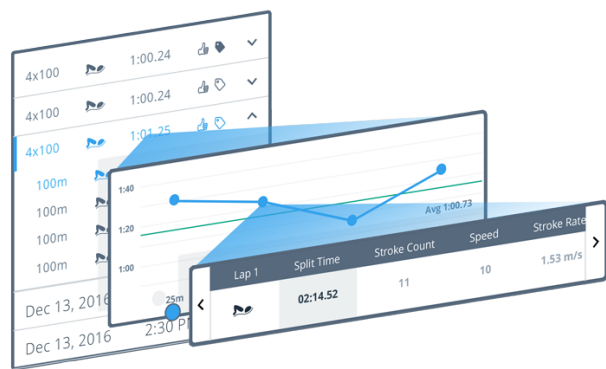 4x100 1:00.24
4x100 1:00.24
4x100 1:01.25
100m
100m
100m
100m
Dec 13, 2016
Dec 13, 2016 2:30 PM
1:40
1:20
1:00
25m
Avg 1:00.73
Lap 1 Split Time Stroke Count Speed Stroke Rate
02:14.52 11 10 1.53 m/s